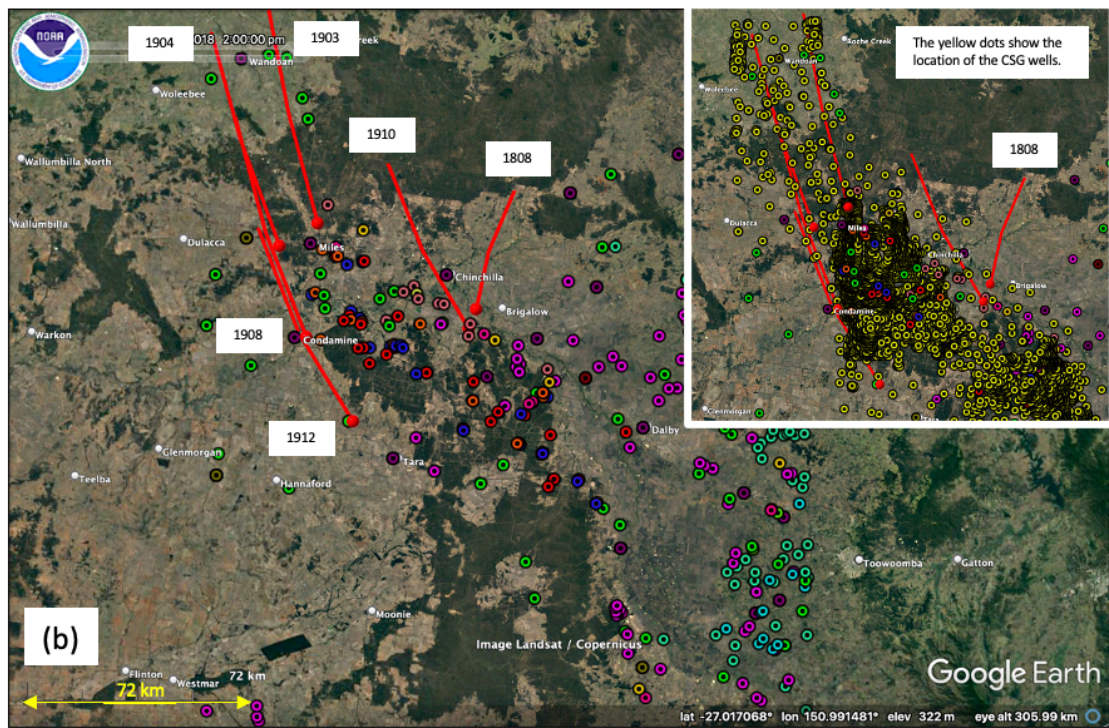 NOAA
1904
018 2:00:00 pm
1903
Creek
Wandoan
Woleebee
1910
1808
Wallumbilla North
Wallumbilla
Dulacca
Miles
Chinchilla
Brigalow
Warkon
1908
Condamine
1912
Glenmorgan
Tara
Dalby
Teelba
Hannaford
Toowoomba
Gatton
Moonie
(b)
Image Landsat / Copernicus
Flinton
Westmar
72 km
72 km
Google Earth
lat -27.017068° lon 150.991481° elev 322 m eye alt 305.99 km
The yellow dots show the
location of the CSG wells.
Roche Creek
Wandoan
Woleebee
1808
Dulacca
Miles
Chinchilla
Brigalow
Condamine
Glenmorgan